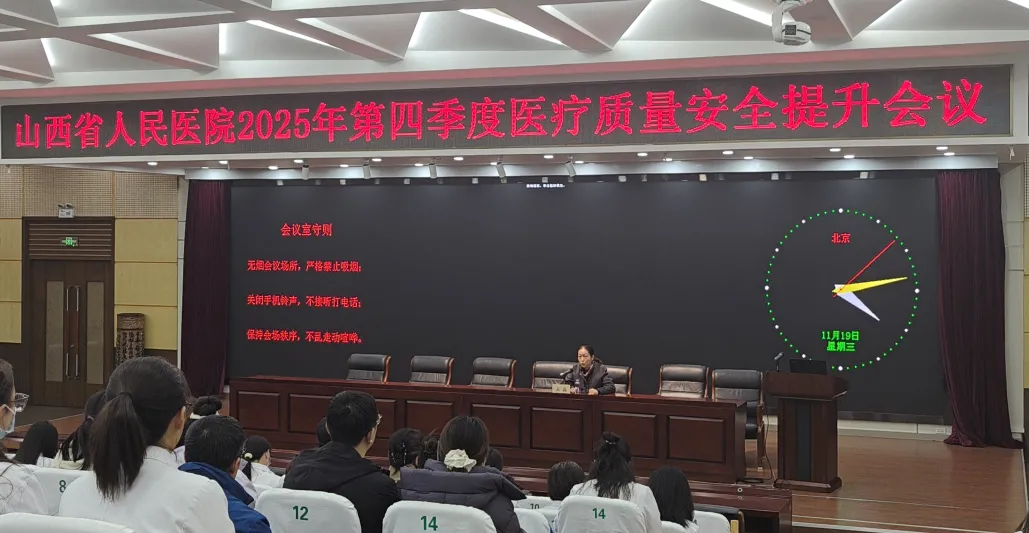 山西省人民医院2025年第四季度医疗质量安全提升会议
会议室守则
无烟会议场所，严格禁止吸烟；
关闭手机铃声，不接听打电话；
保持会场秩序，不乱走动喧哗。
北京
11月19日
星期三
8
12
14
10
14